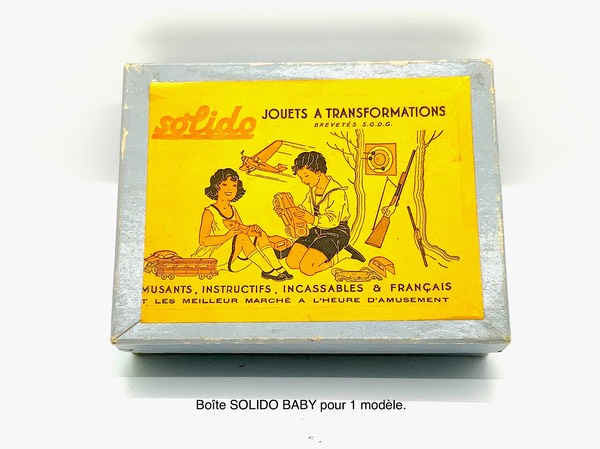 solido
JOUETS A TRANSFORMATIONS
BREVETÉS S.G.D.G.
MUSANTS, INSTRUCTIFS, INCASSABLES & FRANÇAIS
T LES MEILLEUR MARCHÉ A L'HEURE D'AMUSEMENT
Boîte SOLIDO BABY pour 1 modèle.